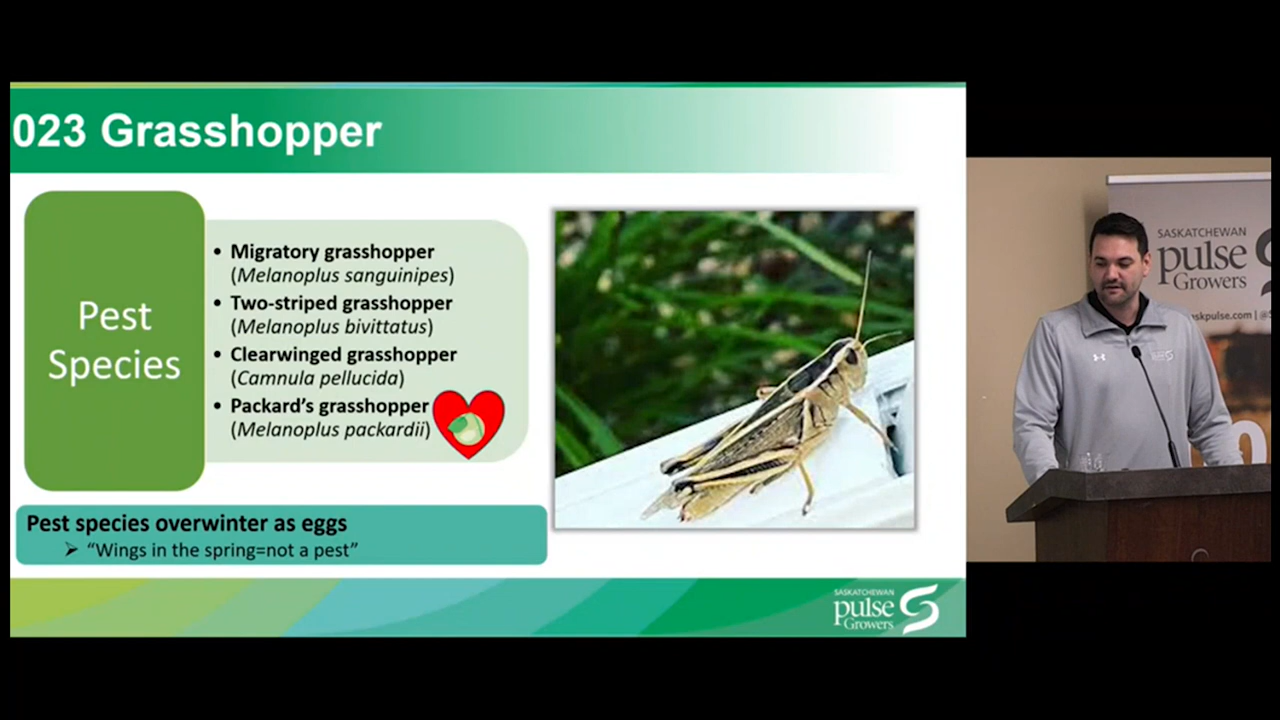 023 Grasshopper
Pest
Species
• Migratory grasshopper
(Melanoplus sanguinipes)
• Two-striped grasshopper
(Melanoplus bivittatus)
• Clearwinged grasshopper
(Camnula pellucida)
• Packard's grasshopper
(Melanoplus packardii)
Pest species overwinter as eggs
➢ “Wings in the spring=not a pest”
SASKATCHEWAN
pulse
Growers
SASKATCHEWAN
pulse
Growers
skpulse.com | @S